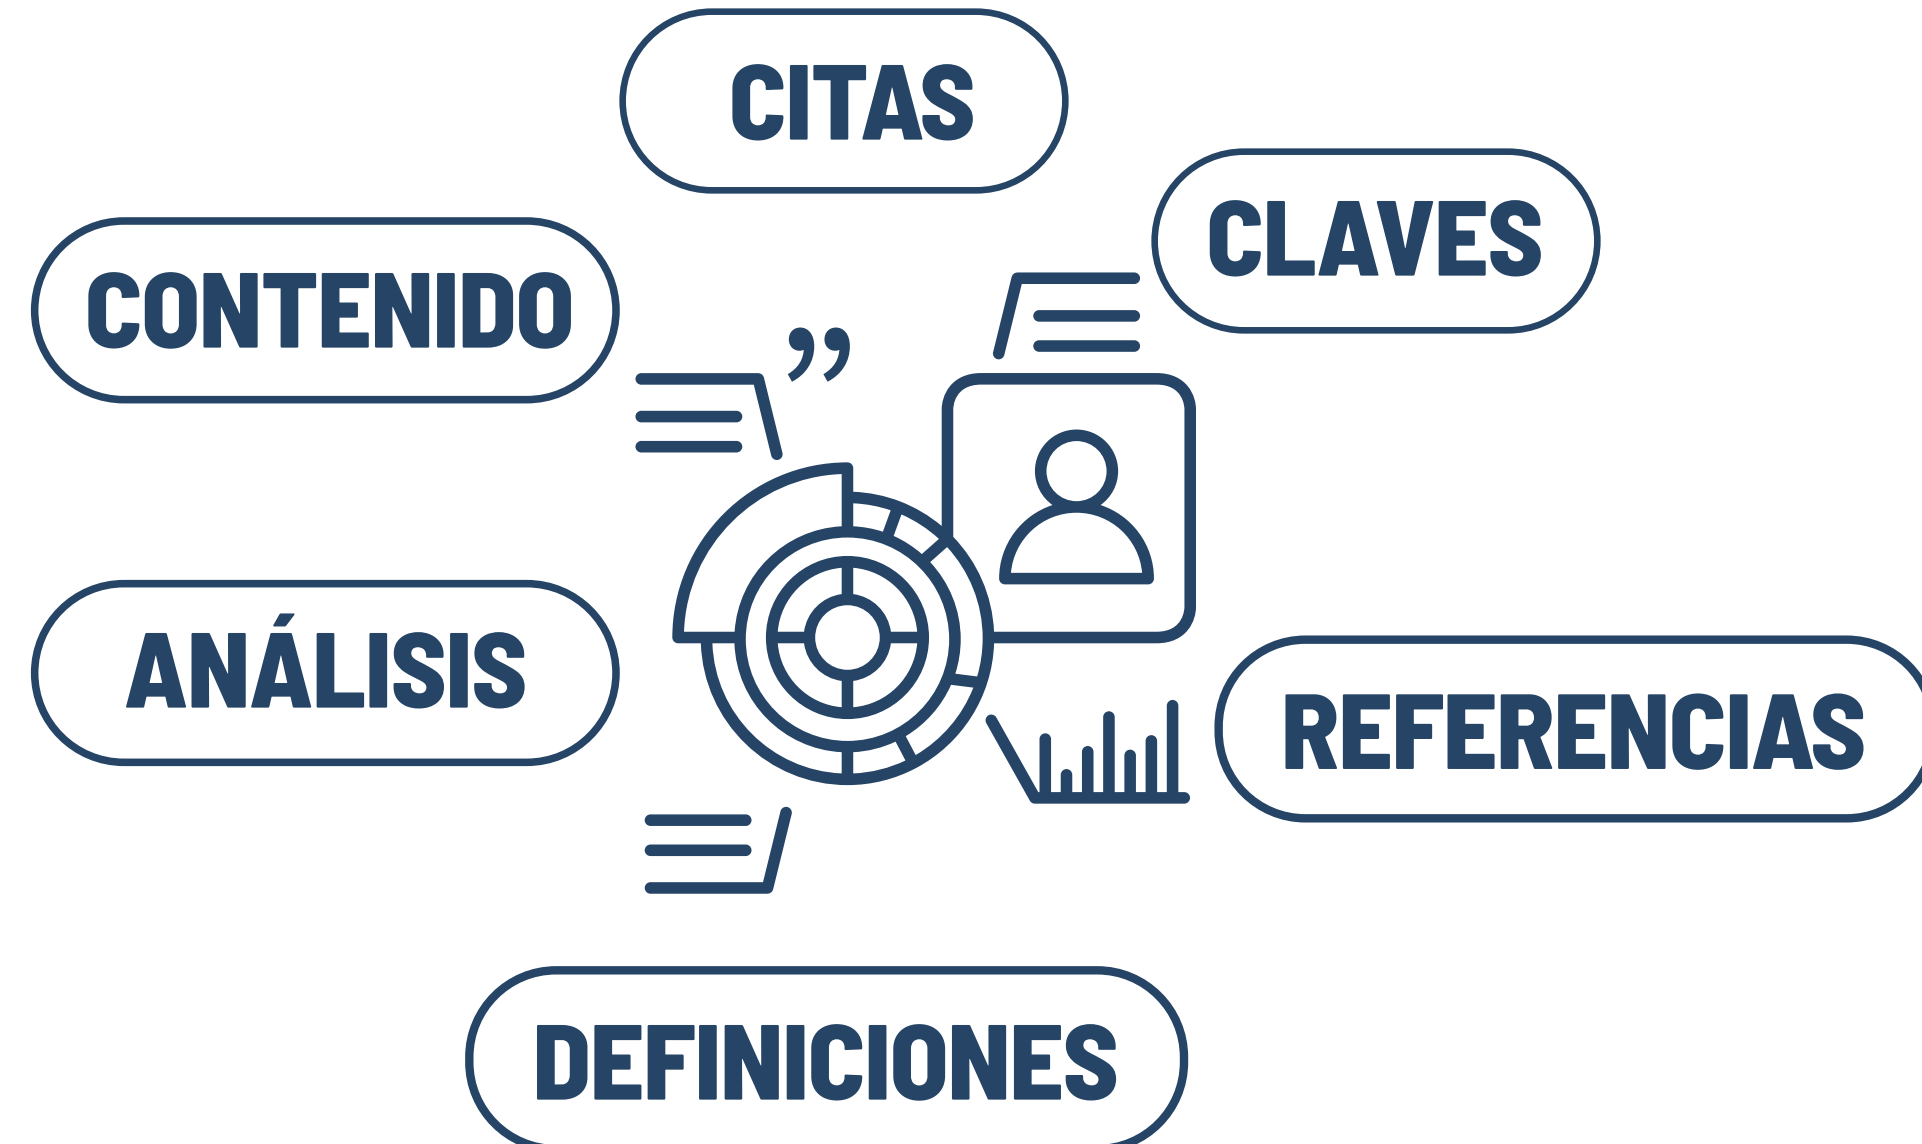 CITAS
CLAVES
CONTENIDO
”
ANÁLISIS
REFERENCIAS
DEFINICIONES